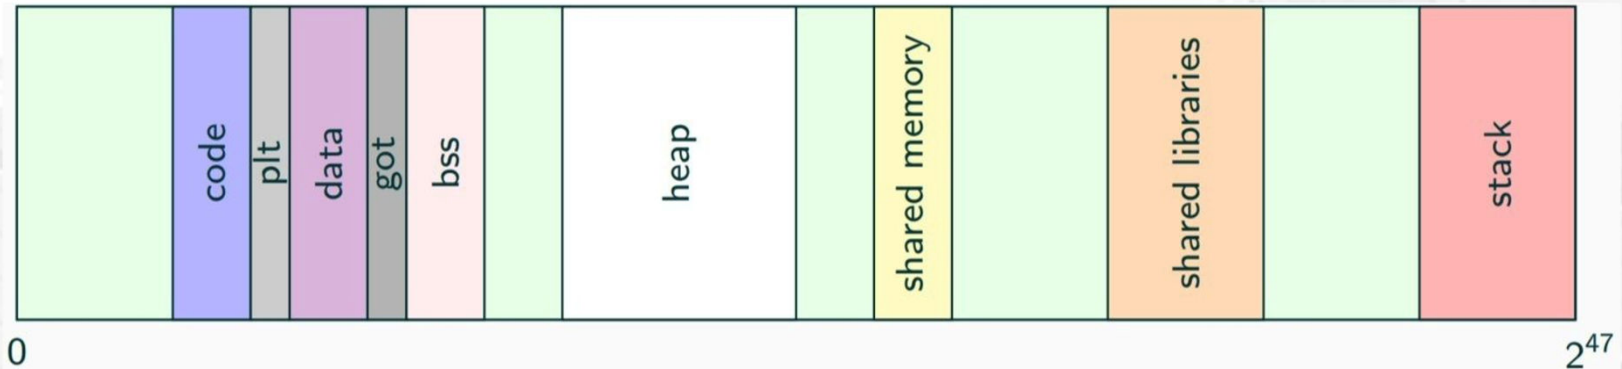 code
plt
data
got
bss
heap
shared memory
shared libraries
stack
0
2^47